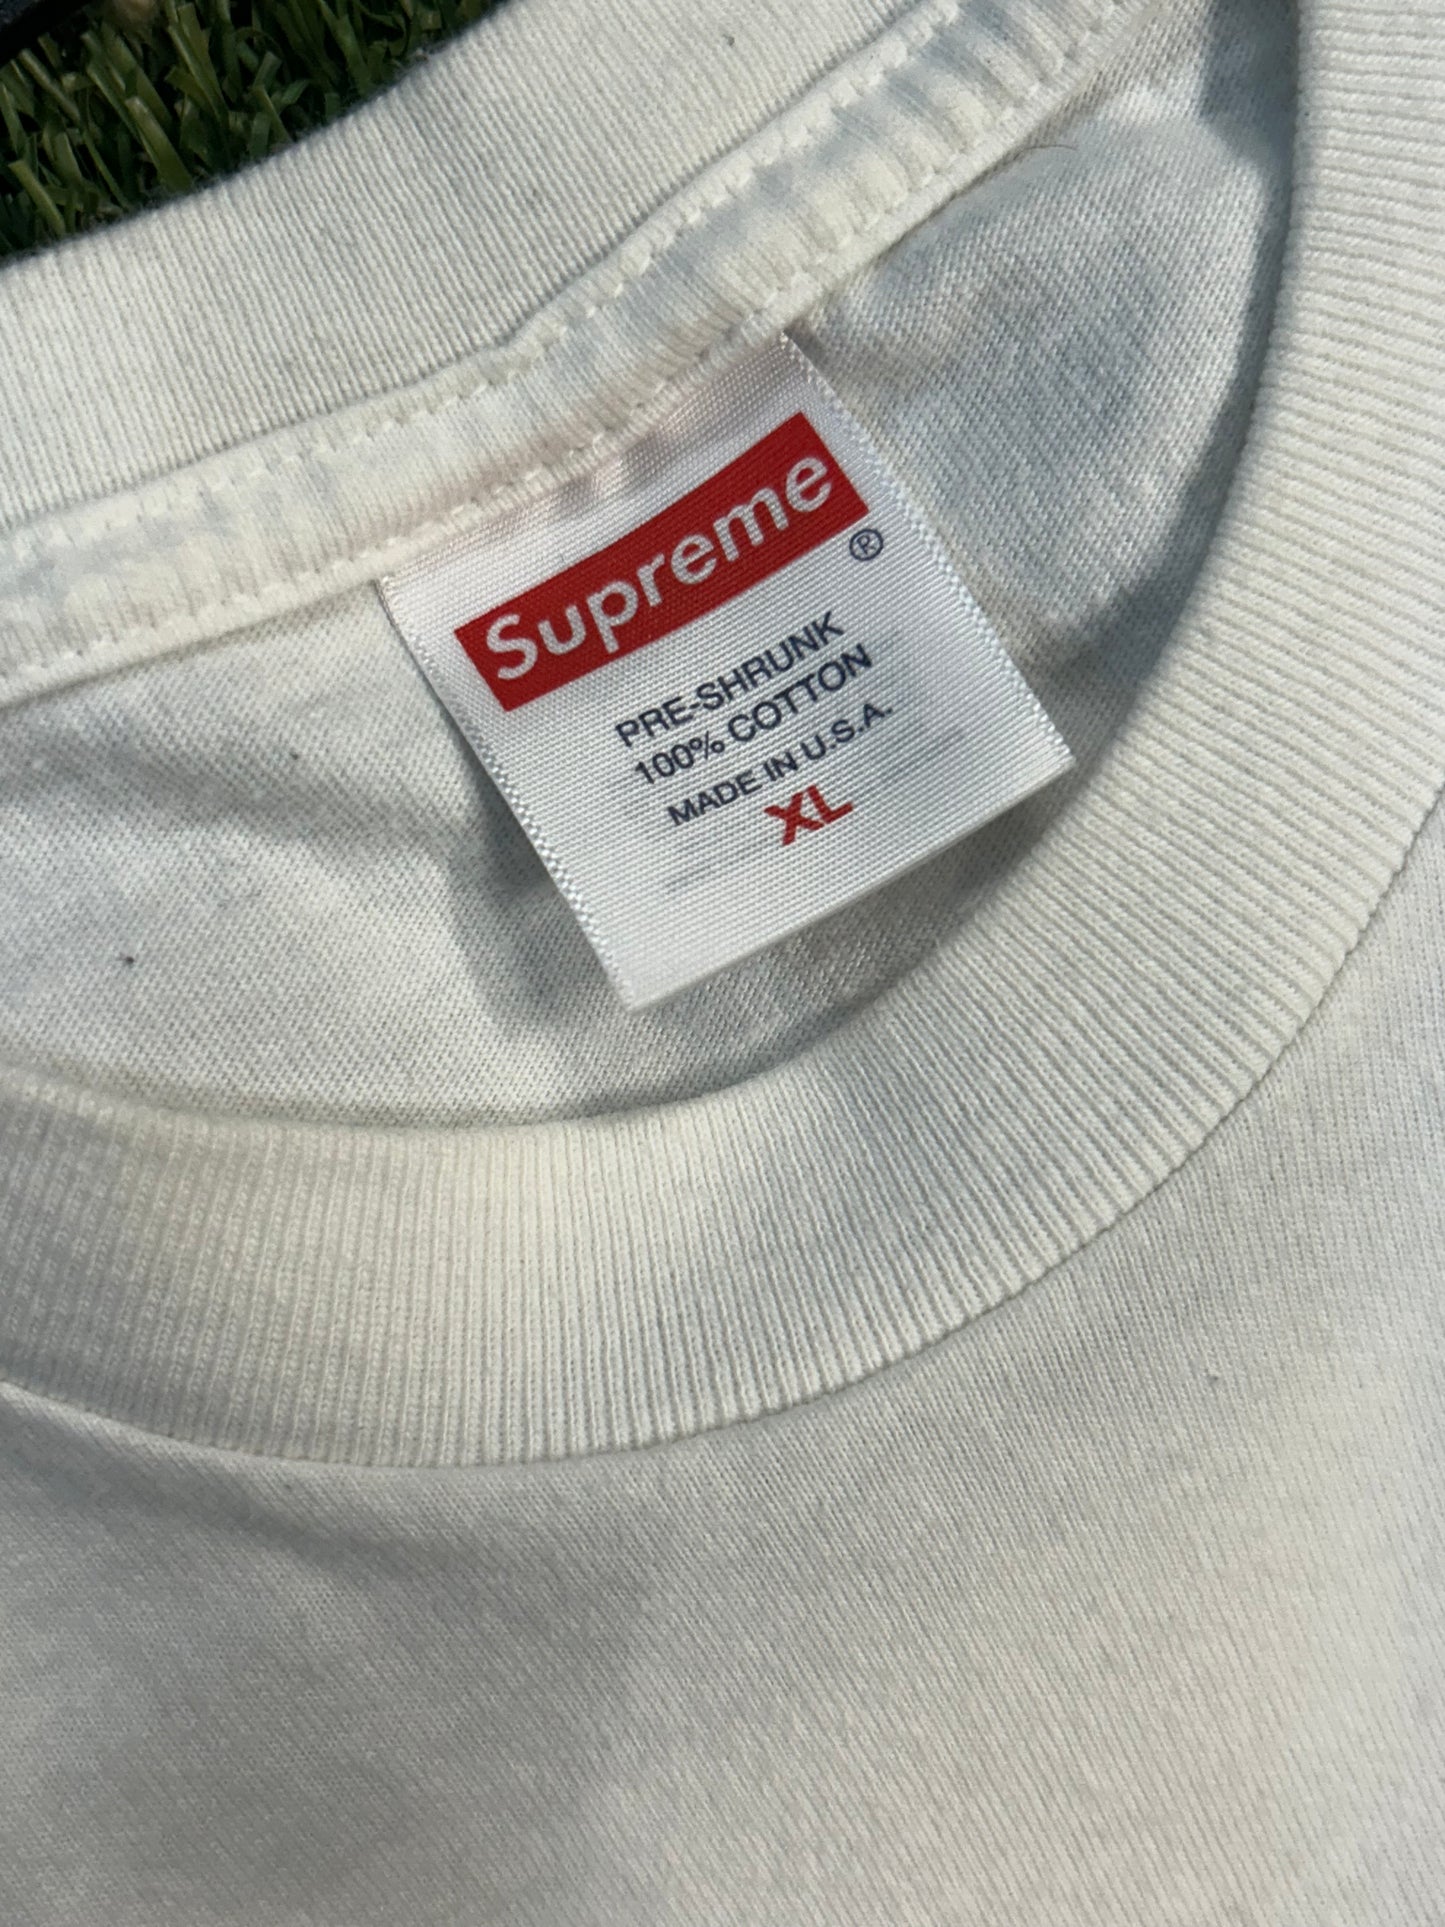 Supreme®
PRE-SHRUNK
100% COTTON
MADE IN U.S.A.
XL